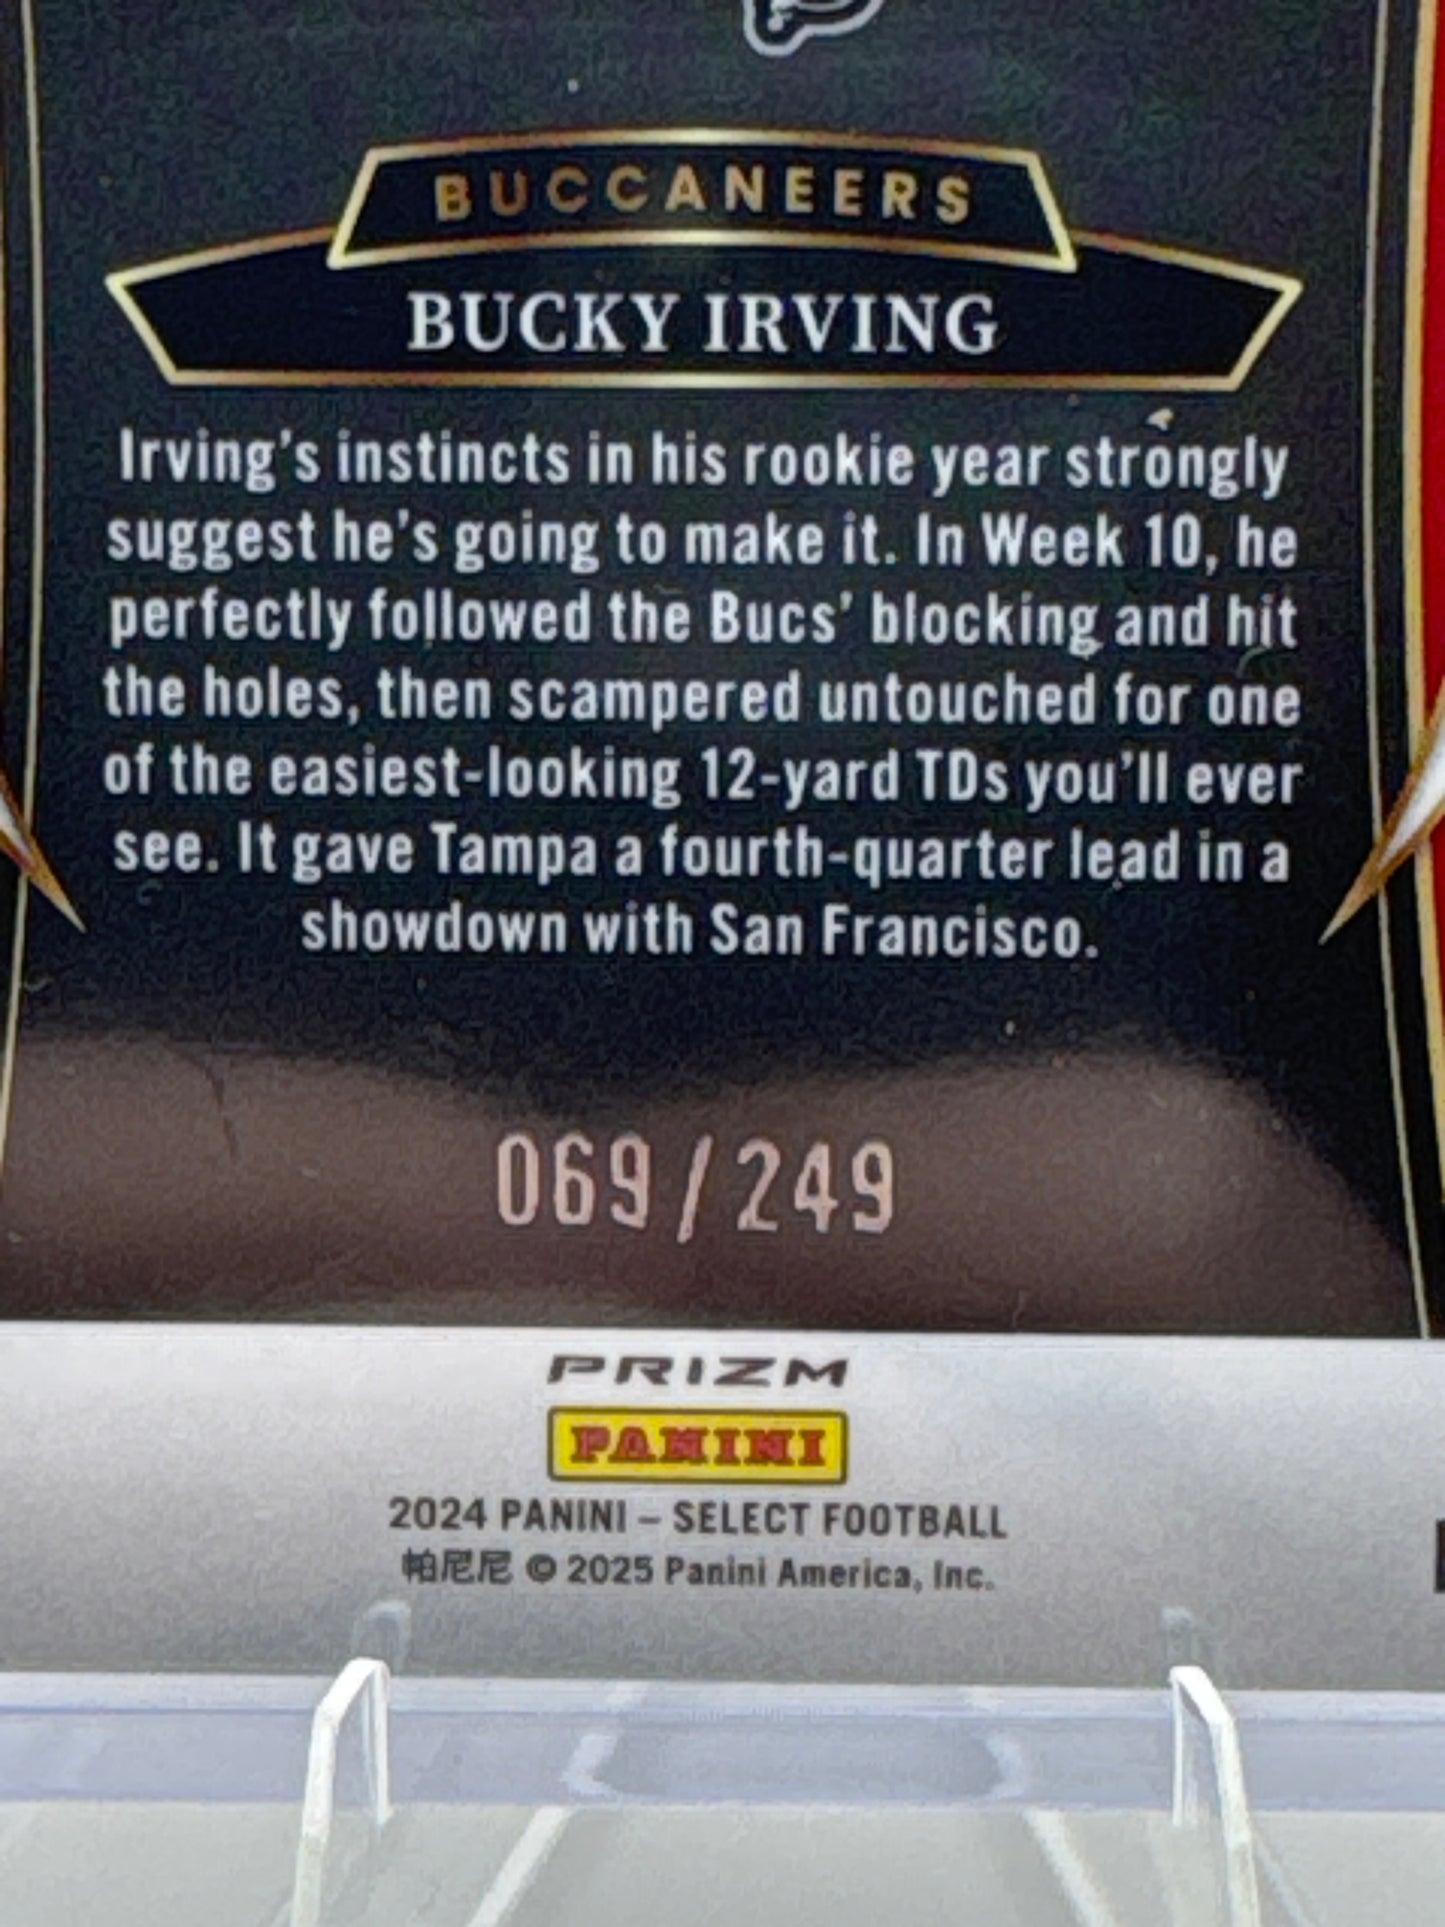 BUCCANEERS
BUCKY IRVING
Irving's instincts in his rookie year strongly
suggest he's going to make it. In Week 10, he
perfectly followed the Bucs' blocking and hit
the holes, then scampered untouched for one
of the easiest-looking 12-yard TDs you'll ever
see. It gave Tampa a fourth-quarter lead in a
showdown with San Francisco.
069/249
PRIZM
PANINI
2024 PANINI – SELECT FOOTBALL
帕尼尼 © 2025 Panini America, Inc.